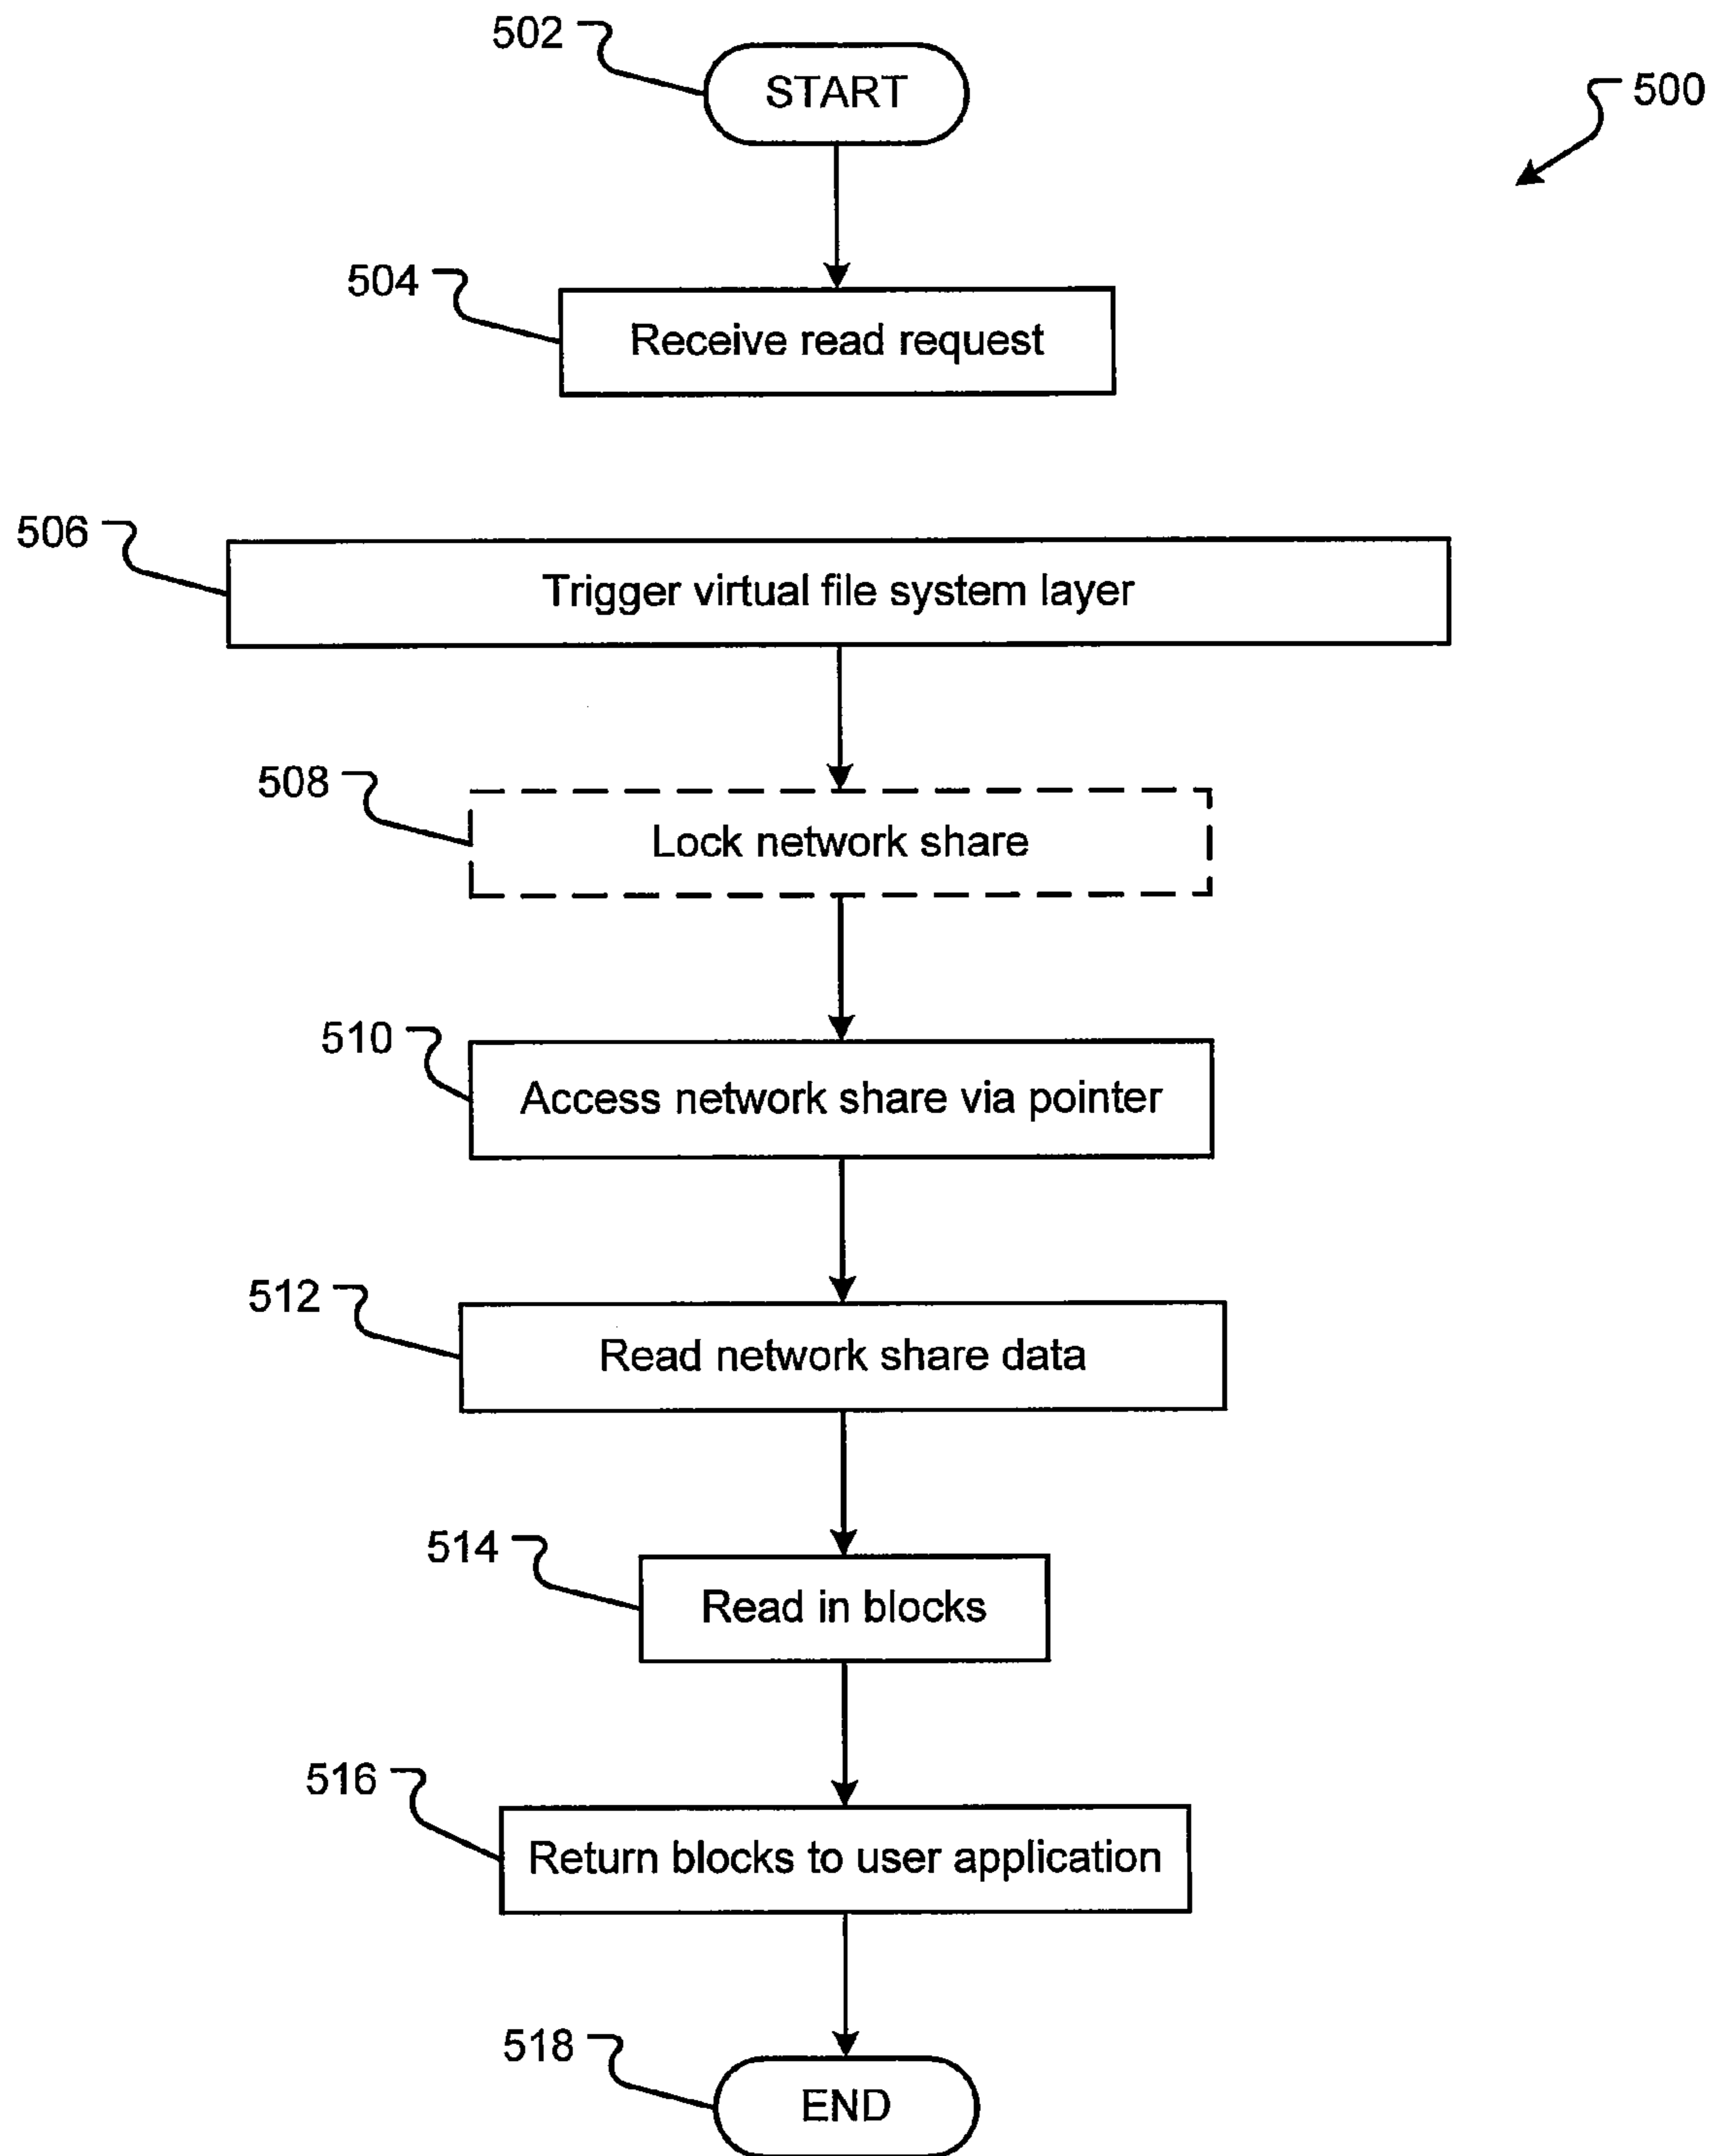 502
START
500
504
Receive read request
506
Trigger virtual file system layer
508
Lock network share
510
Access network share via pointer
512
Read network share data
514
Read in blocks
516
Return blocks to user application
518
END